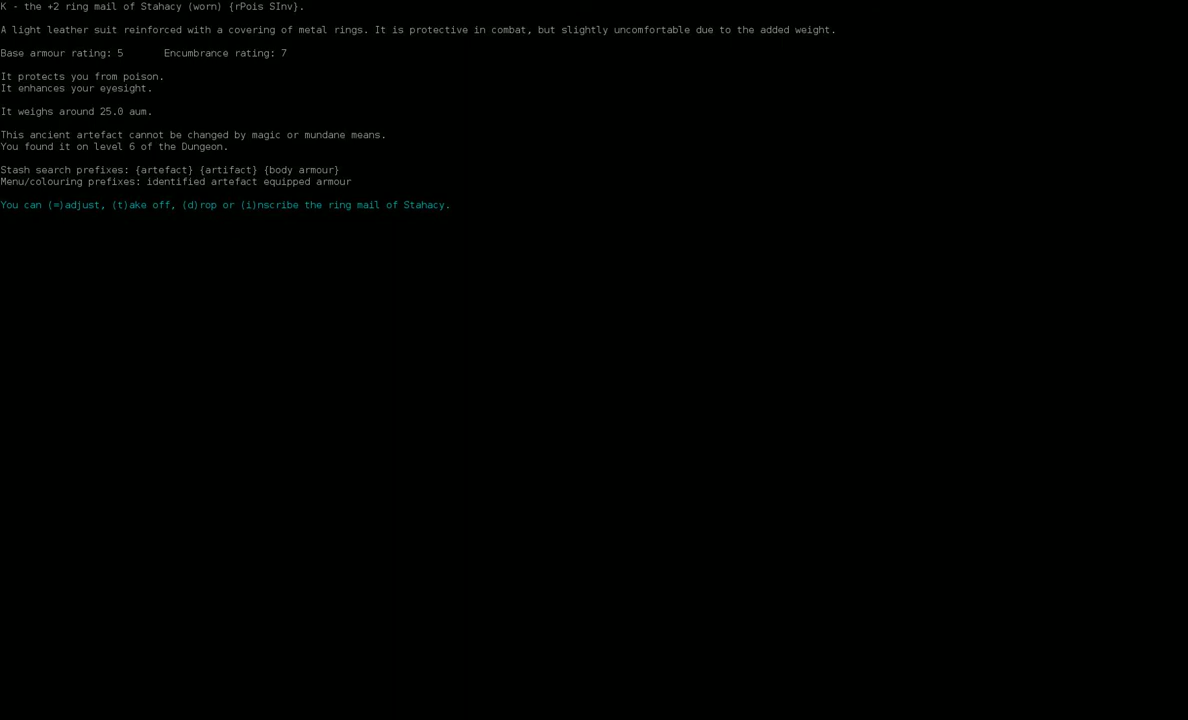 K - the +2 ring mail of Stahacy (worn) {rPois SInv}.
A light leather suit reinforced with a covering of metal rings. It is protective in combat, but slightly uncomfortable due to the added weight.
Base armour rating: 5       Encumbrance rating: 7
It protects you from poison.
It enhances your eyesight.
It weighs around 25.0 aum.
This ancient artefact cannot be changed by magic or mundane means.
You found it on level 6 of the Dungeon.
Stash search prefixes: {artefact} {artifact} {body armour}
Menu/colouring prefixes: identified artefact equipped armour
You can (=)adjust, (t)ake off, (d)rop or (i)nscribe the ring mail of Stahacy.